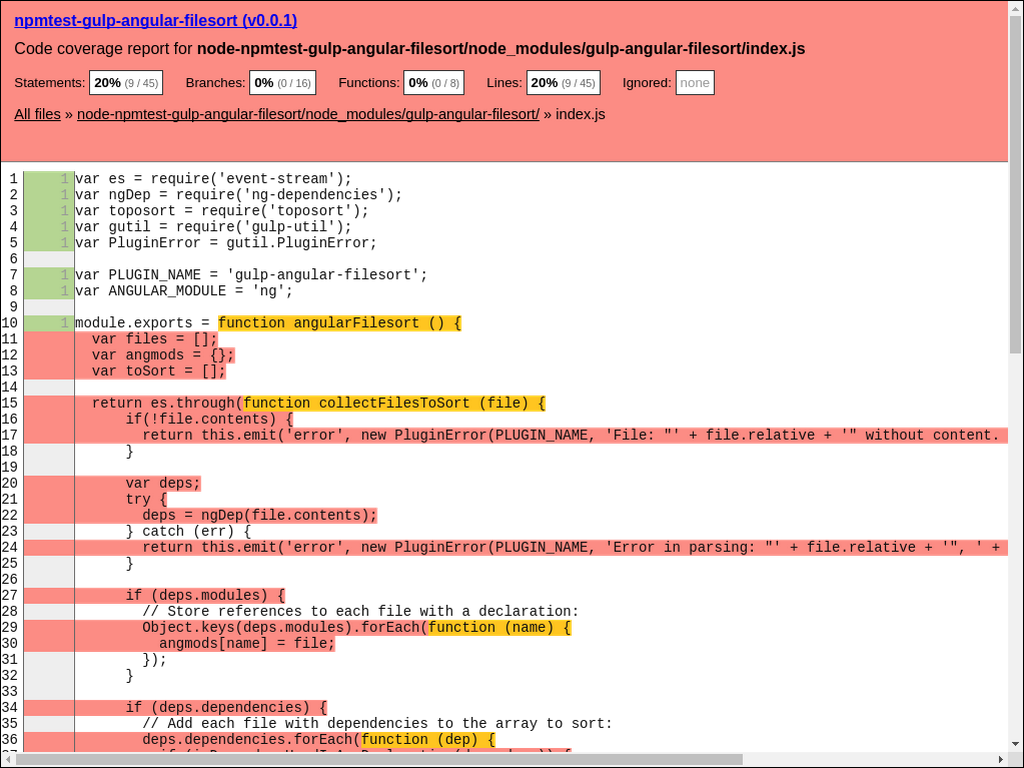 npmtest-gulp-angular-filesort (v0.0.1)
Code coverage report for node-npmtest-gulp-angular-filesort/node_modules/gulp-angular-filesort/index.js
Statements: 20% (9 / 45) Branches: 0% (0 / 16) Functions: 0% (0 / 8) Lines: 20% (9 / 45) Ignored: none
All files » node-npmtest-gulp-angular-filesort/node_modules/gulp-angular-filesort/ » index.js
1 1 var es = require('event-stream');
2 1 var ngDep = require('ng-dependencies');
3 1 var toposort = require('toposort');
4 1 var gutil = require('gulp-util');
5 1 var PluginError = gutil.PluginError;
6
7 1 var PLUGIN_NAME = 'gulp-angular-filesort';
8 1 var ANGULAR_MODULE = 'ng';
9
10 1 module.exports = function angularFilesort () {
11 var files = [];
12 var angmods = {};
13 var toSort = [];
14
15 return es.through(function collectFilesToSort (file) {
16 if(!file.contents) {
17 return this.emit('error', new PluginError(PLUGIN_NAME, 'File: "' + file.relative + '" without content.
18 }
19
20 var deps;
21 try {
22 deps = ngDep(file.contents);
23 } catch (err) {
24 return this.emit('error', new PluginError(PLUGIN_NAME, 'Error in parsing: "' + file.relative + '", ' +
25 }
26
27 if (deps.modules) {
28 // Store references to each file with a declaration:
29 Object.keys(deps.modules).forEach(function (name) {
30 angmods[name] = file;
31 });
32 }
33
34 if (deps.dependencies) {
35 // Add each file with dependencies to the array to sort:
36 deps.dependencies.forEach(function (dep) {